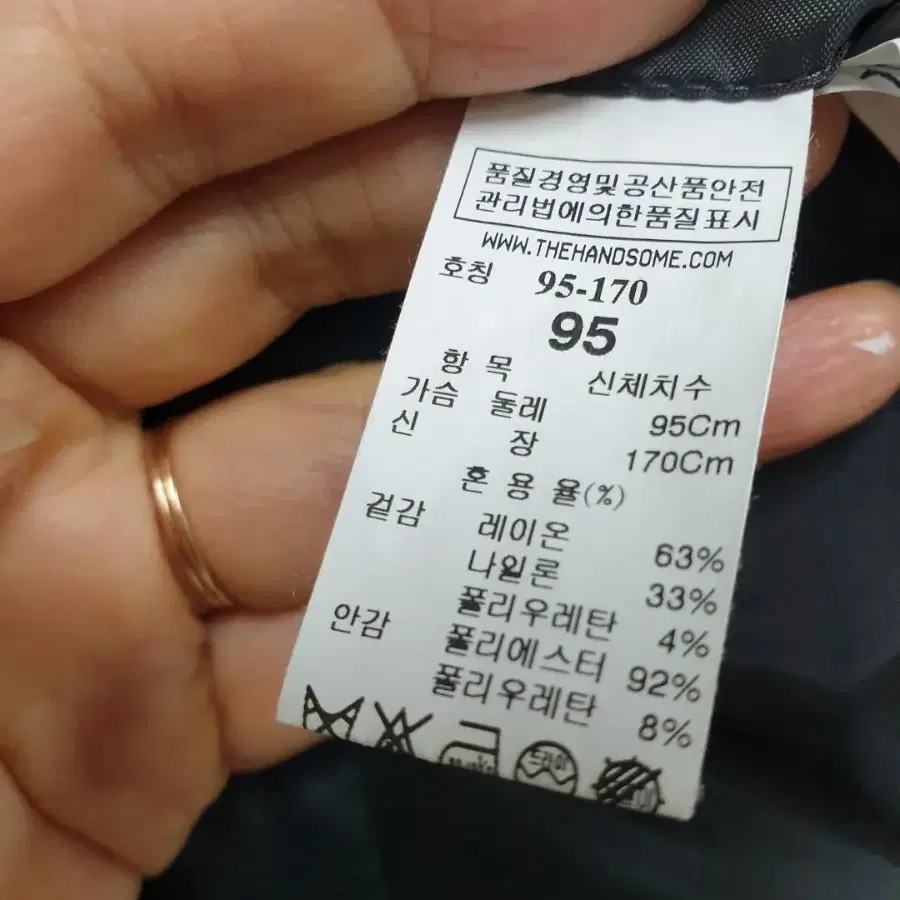 품질경영및공산품안전
관리법에의한품질표시
WWW.THEHANDSOME.COM
호칭 95-170
95
항 목 신체치수
가슴 둘레 95Cm
신 장 170Cm
혼 용 율(%)
겉감 레이온 63%
나일론 33%
폴리우레탄 4%
안감 폴리에스터 92%
폴리우레탄 8%
드라이